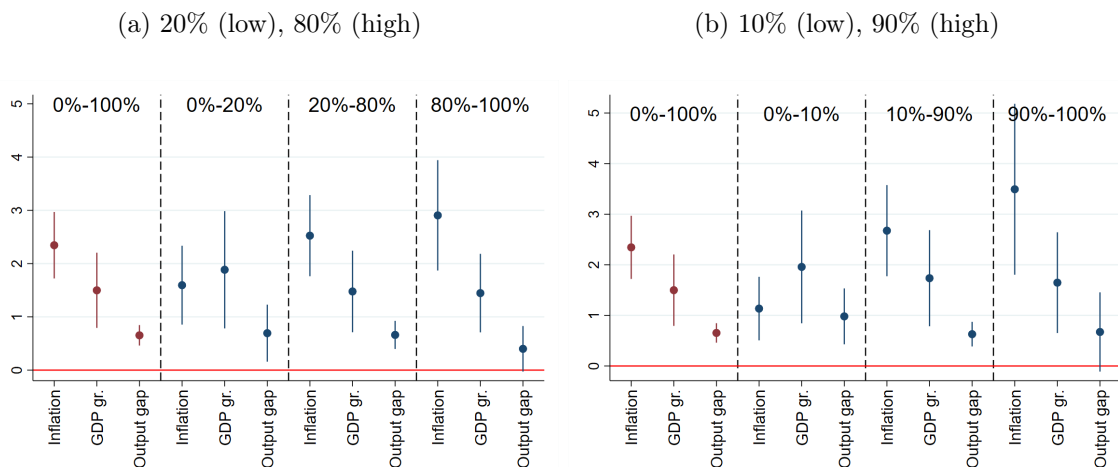 (a) 20% (low), 80% (high)
0%-100% 0%-20% 20%-80% 80%-100%
5
4
3
2
1
0
Inflation
GDP gr.
Output gap
Inflation
GDP gr.
Output gap
Inflation
GDP gr.
Output gap
Inflation
GDP gr.
Output gap
(b) 10% (low), 90% (high)
0%-100% 0%-10% 10%-90% 90%-100%
5
4
3
2
1
0
Inflation
GDP gr.
Output gap
Inflation
GDP gr.
Output gap
Inflation
GDP gr.
Output gap
Inflation
GDP gr.
Output gap